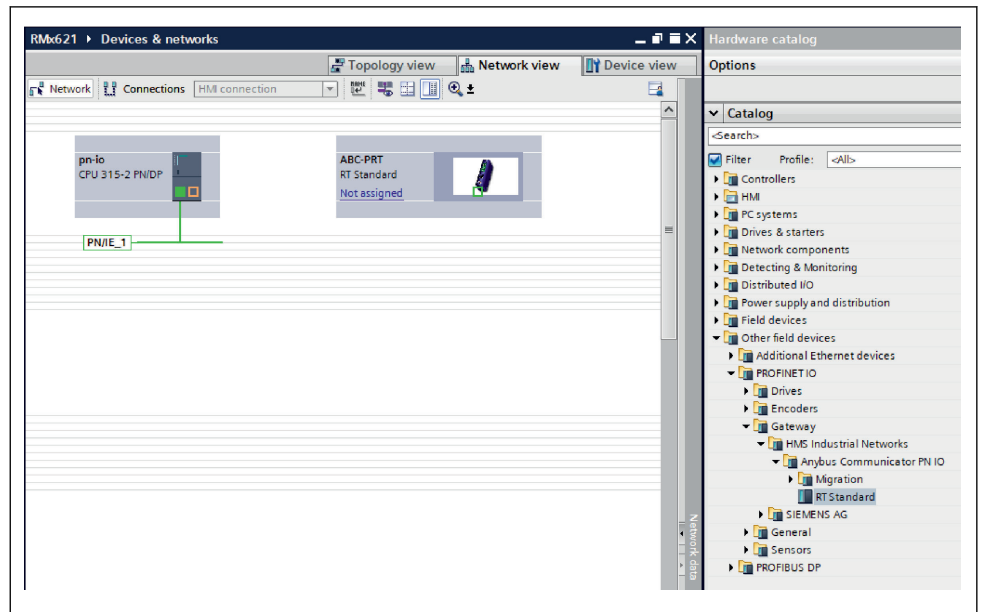 RMx621 ▸ Devices & networks
Topology view
Network view
Device view
Network
Connections
HMI connection
pn-io
CPU 315-2 PN/DP
ABC-PRT
RT Standard
Not assigned
PN/IE_1
Network data
Hardware catalog
Options
Catalog
<Search>
Filter Profile: <All>
Controllers
HMI
PC systems
Drives & starters
Network components
Detecting & Monitoring
Distributed I/O
Power supply and distribution
Field devices
Other field devices
Additional Ethernet devices
PROFINET IO
Drives
Encoders
Gateway
HMS Industrial Networks
Anybus Communicator PN IO
Migration
RT Standard
SIEMENS AG
General
Sensors
PROFIBUS DP